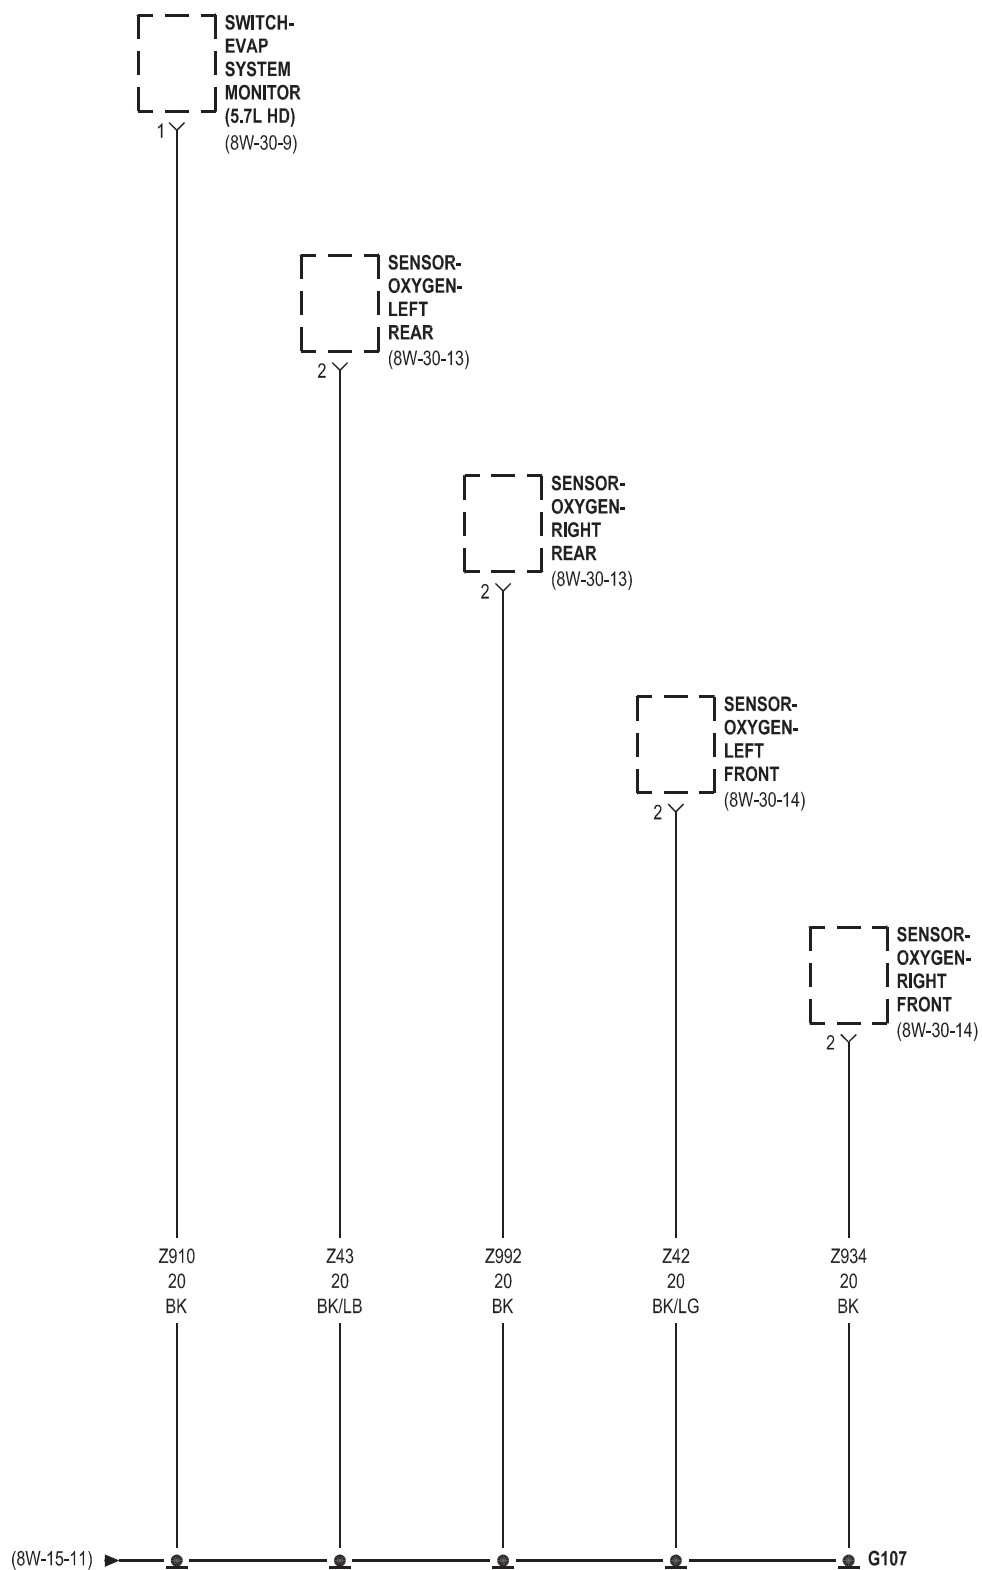 SWITCH-
EVAP
SYSTEM
MONITOR
(5.7L HD)
(8W-30-9)
1
SENSOR-
OXYGEN-
LEFT
REAR
(8W-30-13)
2
SENSOR-
OXYGEN-
RIGHT
REAR
(8W-30-13)
2
SENSOR-
OXYGEN-
LEFT
FRONT
(8W-30-14)
2
SENSOR-
OXYGEN-
RIGHT
FRONT
(8W-30-14)
2
Z910
20
BK
Z43
20
BK/LB
Z992
20
BK
Z42
20
BK/LG
Z934
20
BK
(8W-15-11)
G107